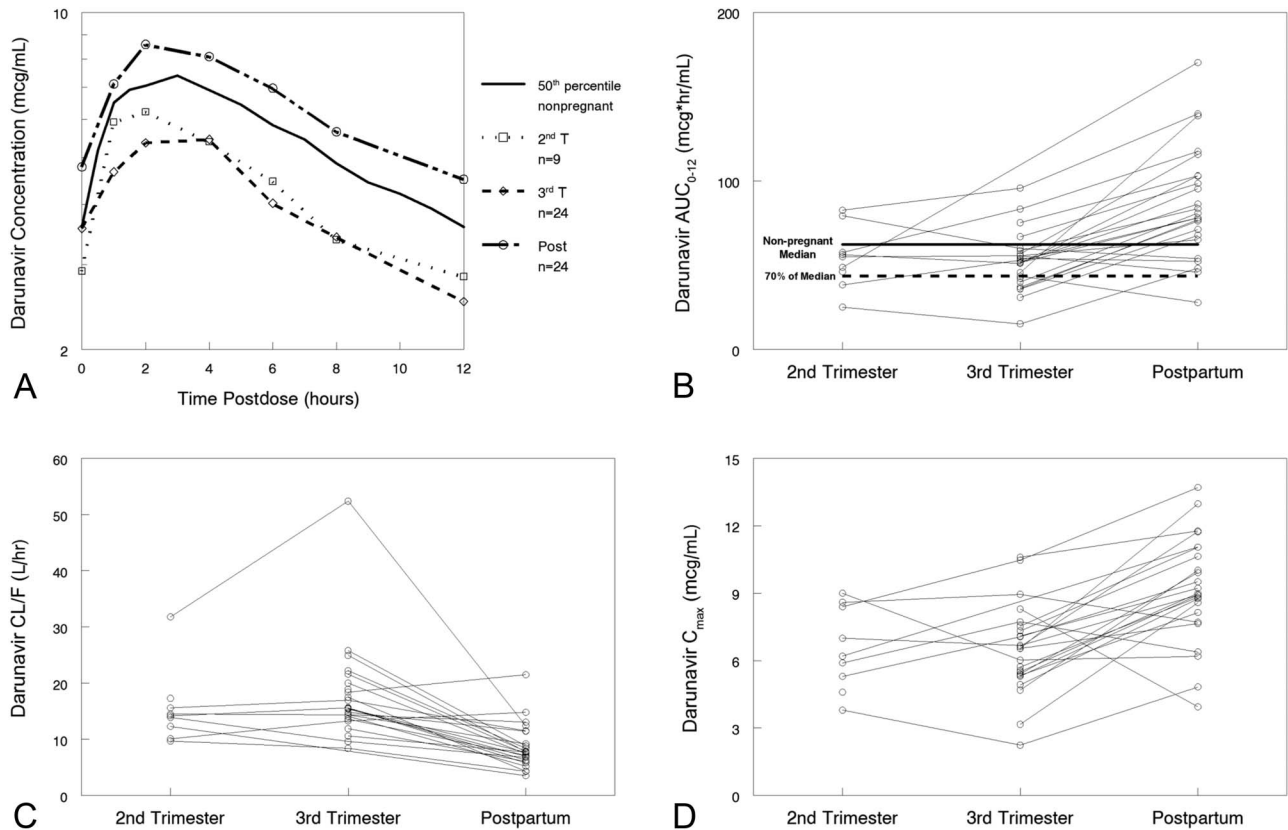 10
2
Darunavir Concentration (mcg/mL)
0 2 4 6 8 10 12
Time Postdose (hours)
50th percentile
nonpregnant
2nd T
n=9
3rd T
n=24
Post
n=24
A
200
100
0
Darunavir AUC0-12 (mcg*hr/mL)
Non-pregnant
Median
70% of Median
2nd Trimester 3rd Trimester Postpartum
B
60
50
40
30
20
10
0
Darunavir CL/F (L/hr)
2nd Trimester 3rd Trimester Postpartum
C
15
12
9
6
3
0
Darunavir Cmax (mcg/mL)
2nd Trimester 3rd Trimester Postpartum
D